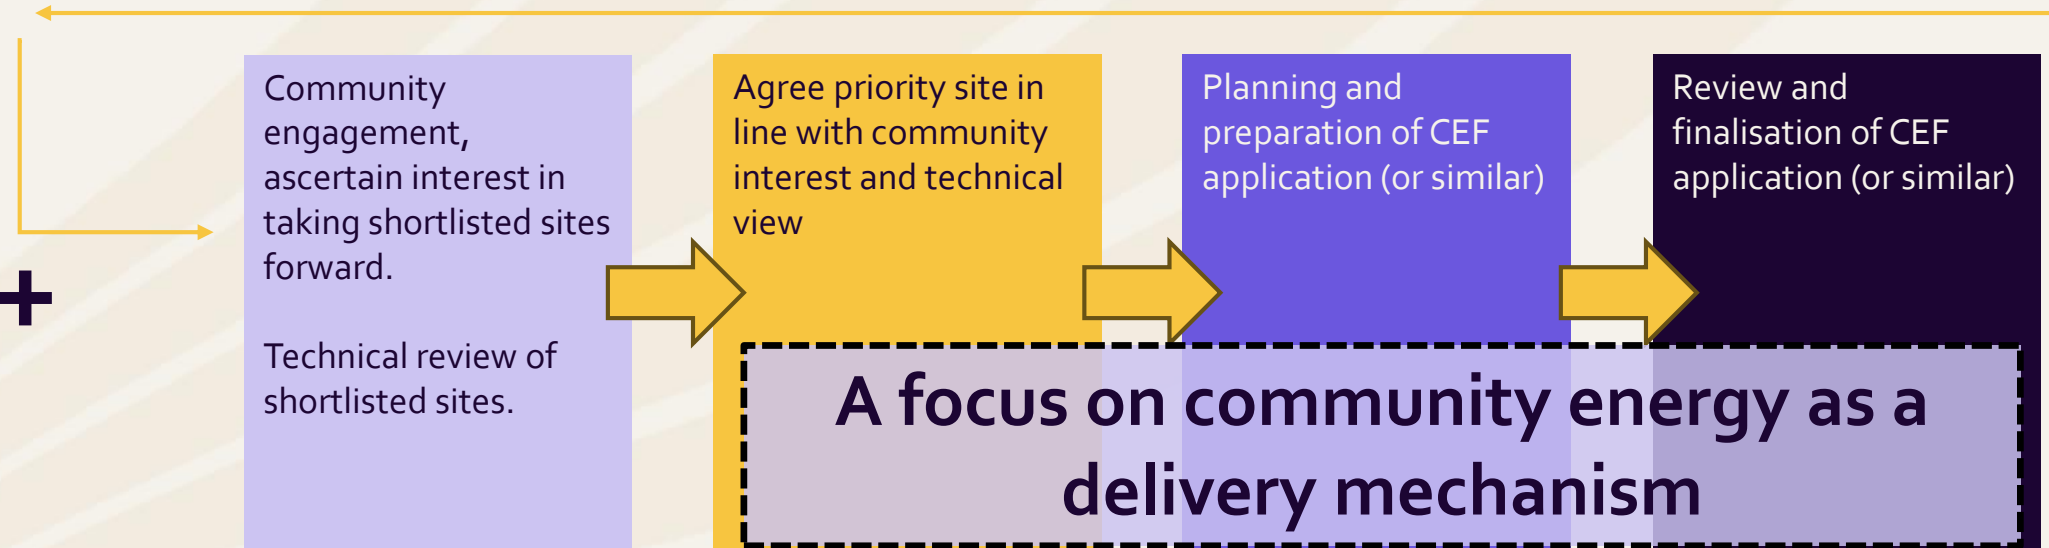 Community
engagement,
ascertain interest in
taking shortlisted sites
forward.
Technical review of
shortlisted sites.
Agree priority site in
line with community
interest and technical
view
Planning and
preparation of CEF
application (or similar)
Review and
finalisation of CEF
application (or similar)
+
A focus on community energy as a
delivery mechanism